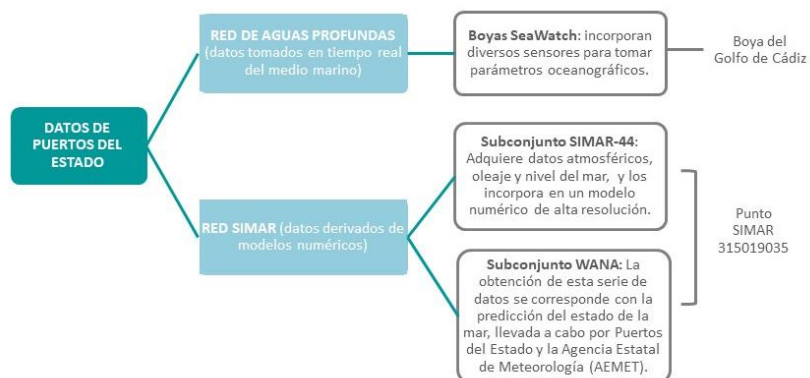 DATOS DE
PUERTOS DEL
ESTADO
RED DE AGUAS PROFUNDAS
(datos tomados en tiempo real
del medio marino)
Boyas SeaWatch: incorporan
diversos sensores para tomar
parámetros oceanográficos.
Boya del
Golfo de Cádiz
RED SIMAR (datos derivados de
modelos numéricos)
Subconjunto SIMAR-44:
Adquiere datos atmosféricos,
oleaje y nivel del mar, y los
incorpora en un modelo
numérico de alta resolución.
Subconjunto WANA: La
obtención de esta serie de
datos se corresponde con la
predicción del estado de la
mar, llevada a cabo por Puertos
del Estado y la Agencia Estatal
de Meteorología (AEMET).
Punto
SIMAR
315019035